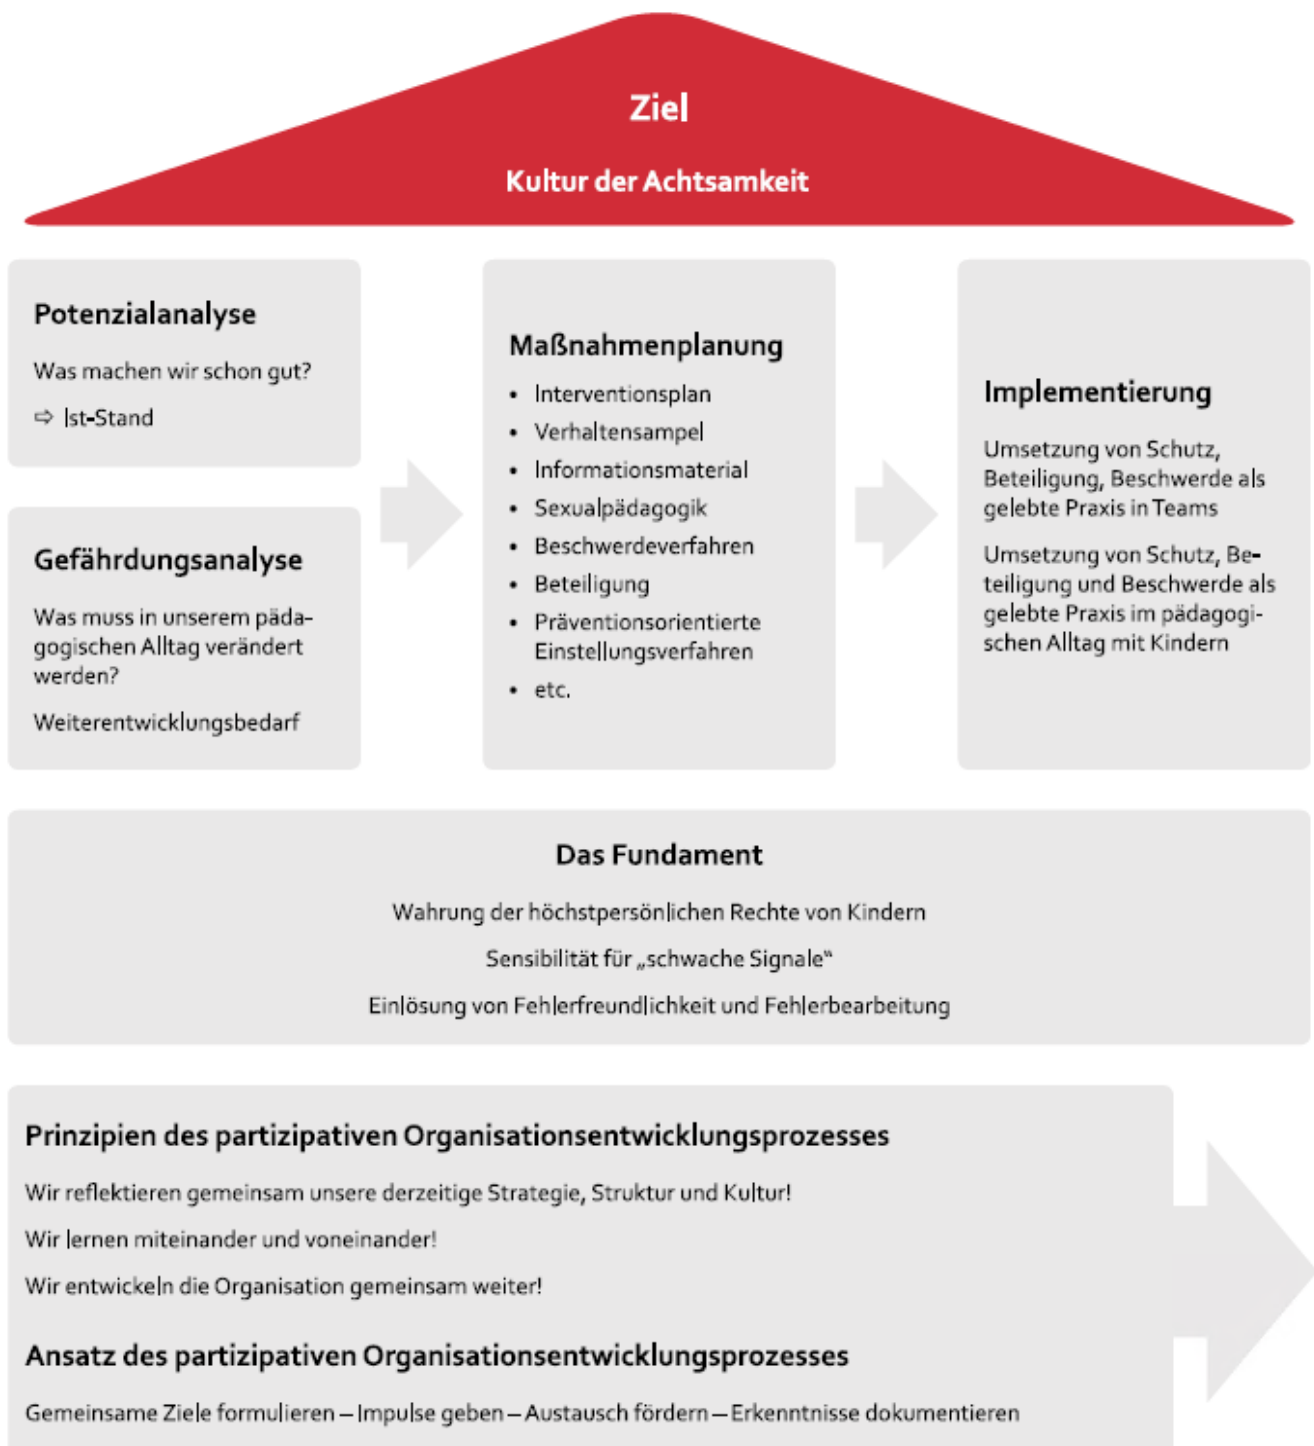 Ziel
Kultur der Achtsamkeit
Potenzialanalyse
Was machen wir schon gut?
⇨ Ist-Stand
Gefährdungsanalyse
Was muss in unserem päda-
gogischen Alltag verändert
werden?
Weiterentwicklungsbedarf
Maßnahmenplanung
• Interventionsplan
• Verhaltensampel
• Informationsmaterial
• Sexualpädagogik
• Beschwerdeverfahren
• Beteiligung
• Präventionsorientierte
Einstellungsverfahren
• etc.
Implementierung
Umsetzung von Schutz,
Beteiligung, Beschwerde als
gelebte Praxis in Teams
Umsetzung von Schutz, Be-
teiligung und Beschwerde als
gelebte Praxis im pädagogi-
schen Alltag mit Kindern
Das Fundament
Wahrung der höchstpersönlichen Rechte von Kindern
Sensibilität für „schwache Signale“
Einlösung von Fehlerfreundlichkeit und Fehlerbearbeitung
Prinzipien des partizipativen Organisationsentwicklungsprozesses
Wir reflektieren gemeinsam unsere derzeitige Strategie, Struktur und Kultur!
Wir lernen miteinander und voneinander!
Wir entwickeln die Organisation gemeinsam weiter!
Ansatz des partizipativen Organisationsentwicklungsprozesses
Gemeinsame Ziele formulieren – Impulse geben – Austausch fördern – Erkenntnisse dokumentieren